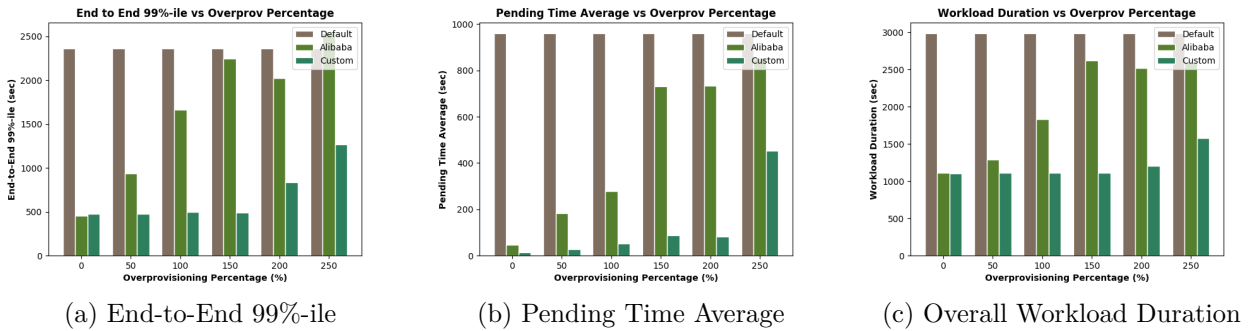 End to End 99%-ile vs Overprov Percentage
End-to-End 99%-ile (sec)
2500
2000
1500
1000
500
0
Default
Alibaba
Custom
0 50 100 150 200 250
Overprovisioning Percentage (%)
(a) End-to-End 99%-ile
Pending Time Average vs Overprov Percentage
Pending Time Average (sec)
1000
800
600
400
200
0
Default
Alibaba
Custom
0 50 100 150 200 250
Overprovisioning Percentage (%)
(b) Pending Time Average
Workload Duration vs Overprov Percentage
Workload Duration (sec)
3000
2500
2000
1500
1000
500
0
Default
Alibaba
Custom
0 50 100 150 200 250
Overprovisioning Percentage (%)
(c) Overall Workload Duration